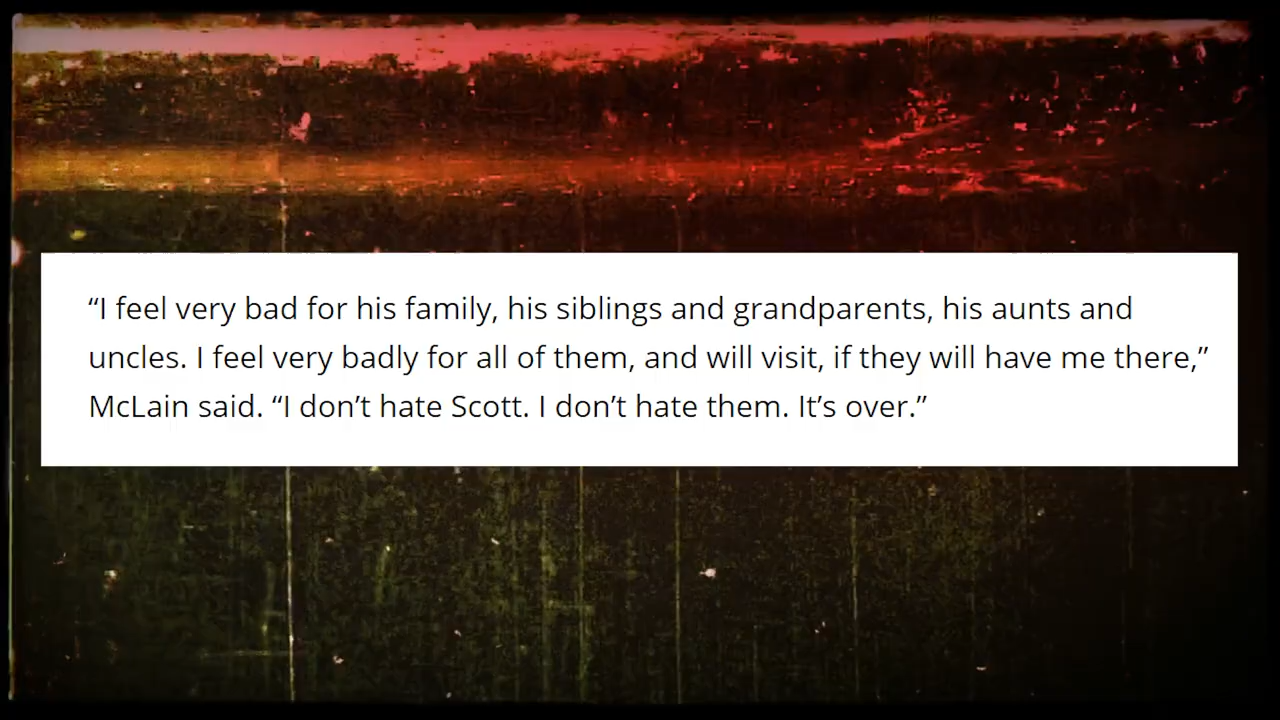 “I feel very bad for his family, his siblings and grandparents, his aunts and
uncles. I feel very badly for all of them, and will visit, if they will have me there,”
McLain said. “I don’t hate Scott. I don’t hate them. It’s over.”